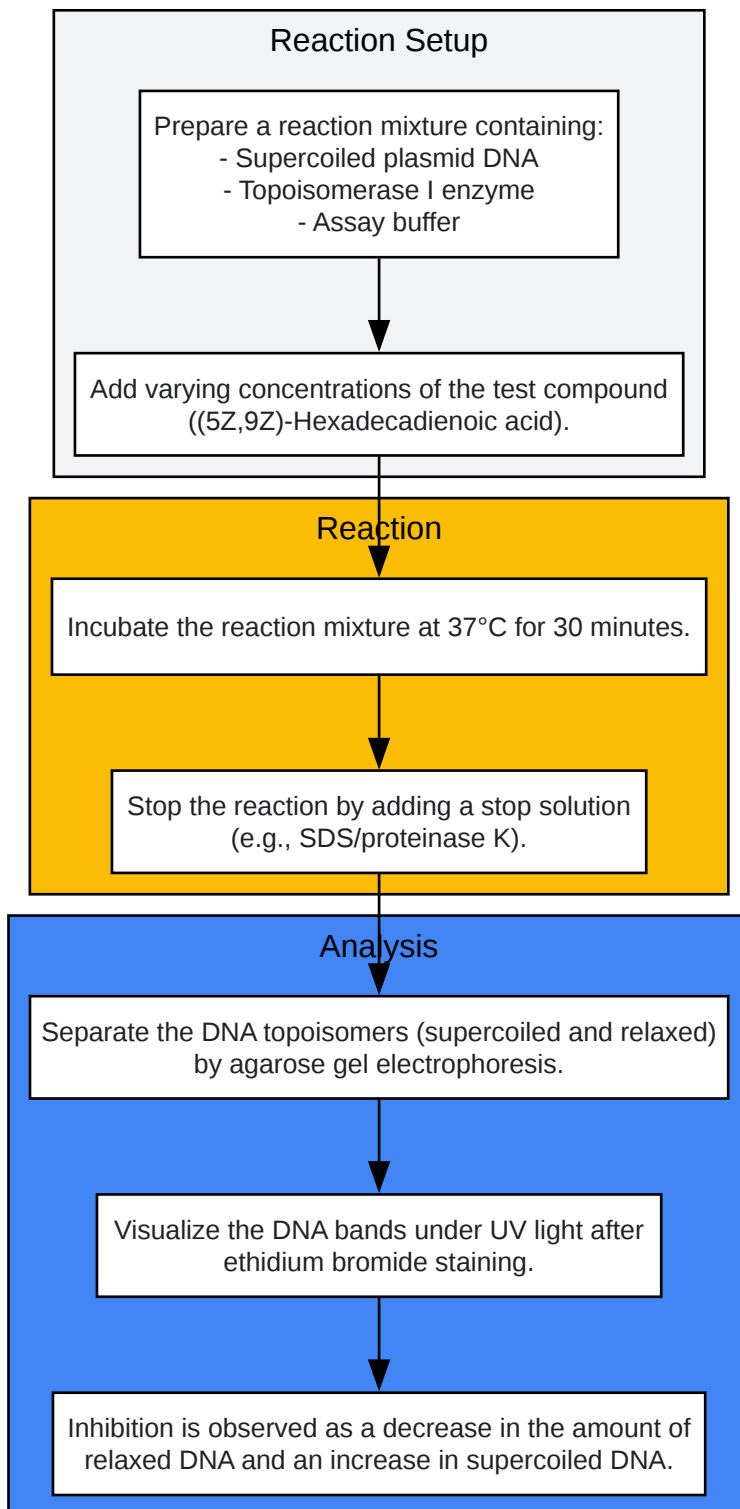 Reaction Setup
Prepare a reaction mixture containing:
- Supercoiled plasmid DNA
- Topoisomerase I enzyme
- Assay buffer
Add varying concentrations of the test compound
((5Z,9Z)-Hexadecadienoic acid).
Reaction
Incubate the reaction mixture at 37°C for 30 minutes.
Stop the reaction by adding a stop solution
(e.g., SDS/proteinase K).
Analysis
Separate the DNA topoisomers (supercoiled and relaxed)
by agarose gel electrophoresis.
Visualize the DNA bands under UV light after
ethidium bromide staining.
Inhibition is observed as a decrease in the amount of
relaxed DNA and an increase in supercoiled DNA.